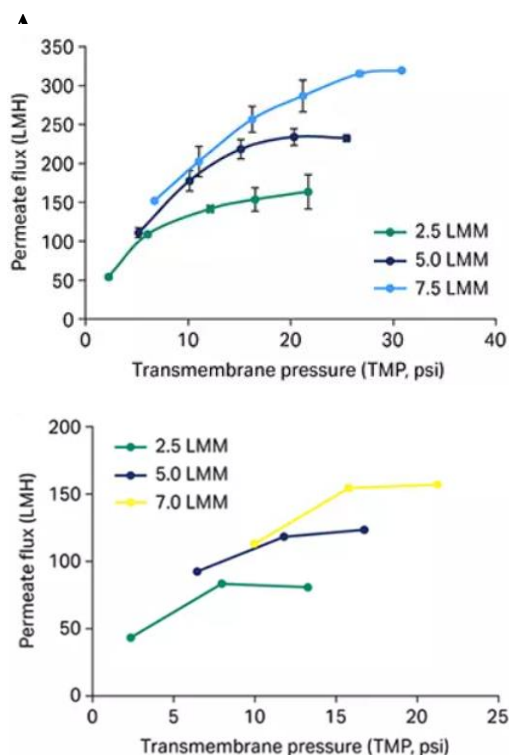 A
350
300
250
200
150
100
50
0
Permeate flux (LMH)
2.5 LMM
5.0 LMM
7.5 LMM
0 10 20 30 40
Transmembrane pressure (TMP, psi)
200
150
100
50
0
Permeate flux (LMH)
2.5 LMM
5.0 LMM
7.0 LMM
0 5 10 15 20 25
Transmembrane pressure (TMP, psi)